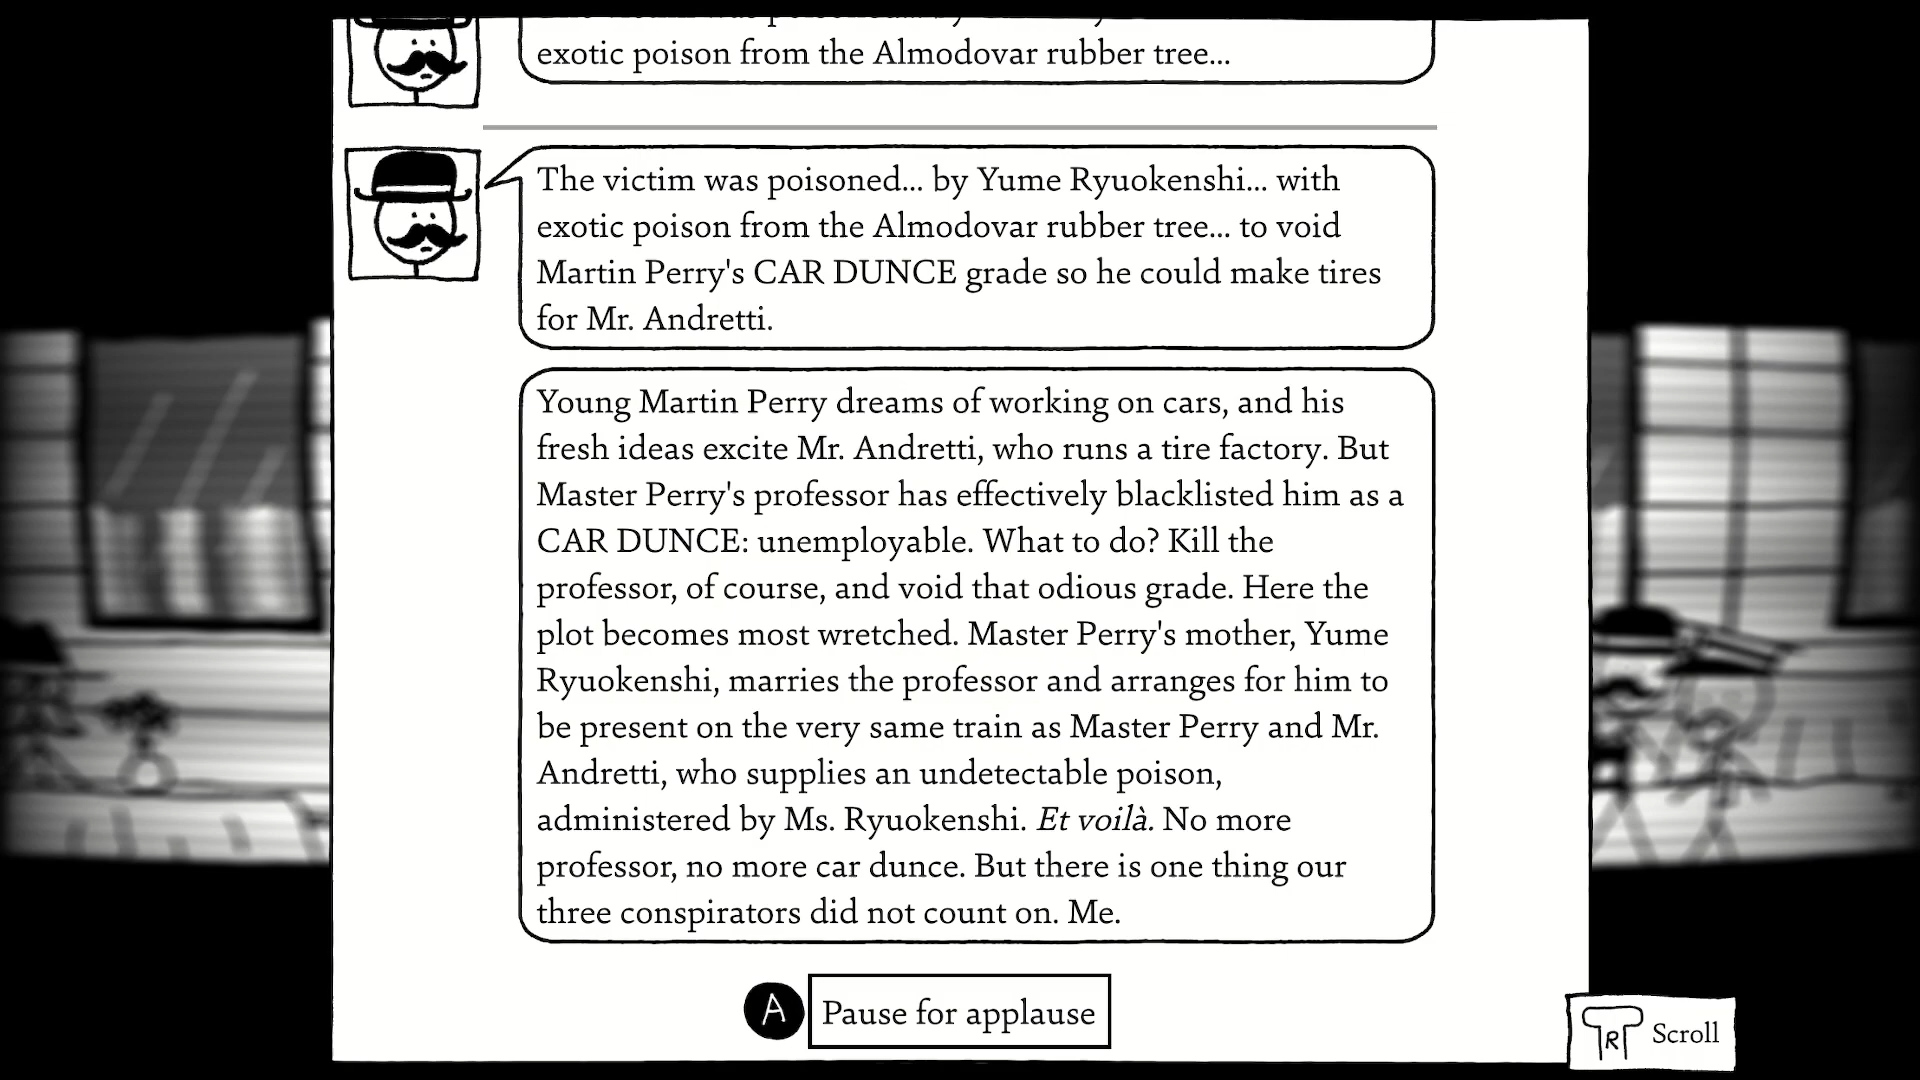 exotic poison from the Almodovar rubber tree...
The victim was poisoned... by Yume Ryuokenshi... with
exotic poison from the Almodovar rubber tree... to void
Martin Perry's CAR DUNCE grade so he could make tires
for Mr. Andretti.
Young Martin Perry dreams of working on cars, and his
fresh ideas excite Mr. Andretti, who runs a tire factory. But
Master Perry's professor has effectively blacklisted him as a
CAR DUNCE: unemployable. What to do? Kill the
professor, of course, and void that odious grade. Here the
plot becomes most wretched. Master Perry's mother, Yume
Ryuokenshi, marries the professor and arranges for him to
be present on the very same train as Master Perry and Mr.
Andretti, who supplies an undetectable poison,
administered by Ms. Ryuokenshi. Et voilà. No more
professor, no more car dunce. But there is one thing our
three conspirators did not count on. Me.
A Pause for applause
R Scroll